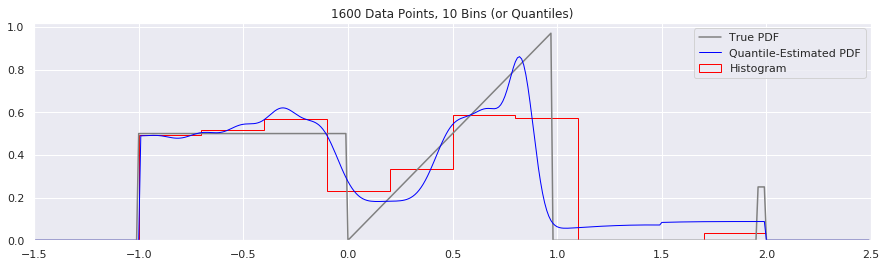 1600 Data Points, 10 Bins (or Quantiles)
1.0
0.8
0.6
0.4
0.2
0.0
True PDF
Quantile-Estimated PDF
Histogram
−1.5 −1.0 −0.5 0.0 0.5 1.0 1.5 2.0 2.5